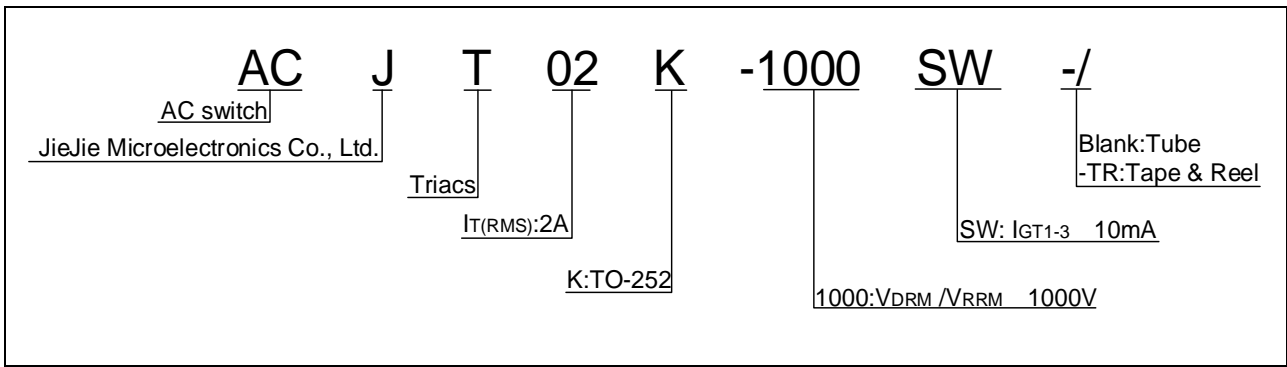 AC J T 02 K -1000 SW -/
AC switch
JieJie Microelectronics Co., Ltd.
Triacs
IT(RMS):2A
K:TO-252
1000:VDRM /VRRM 1000V
SW: IGT1-3 10mA
Blank:Tube
-TR:Tape & Reel